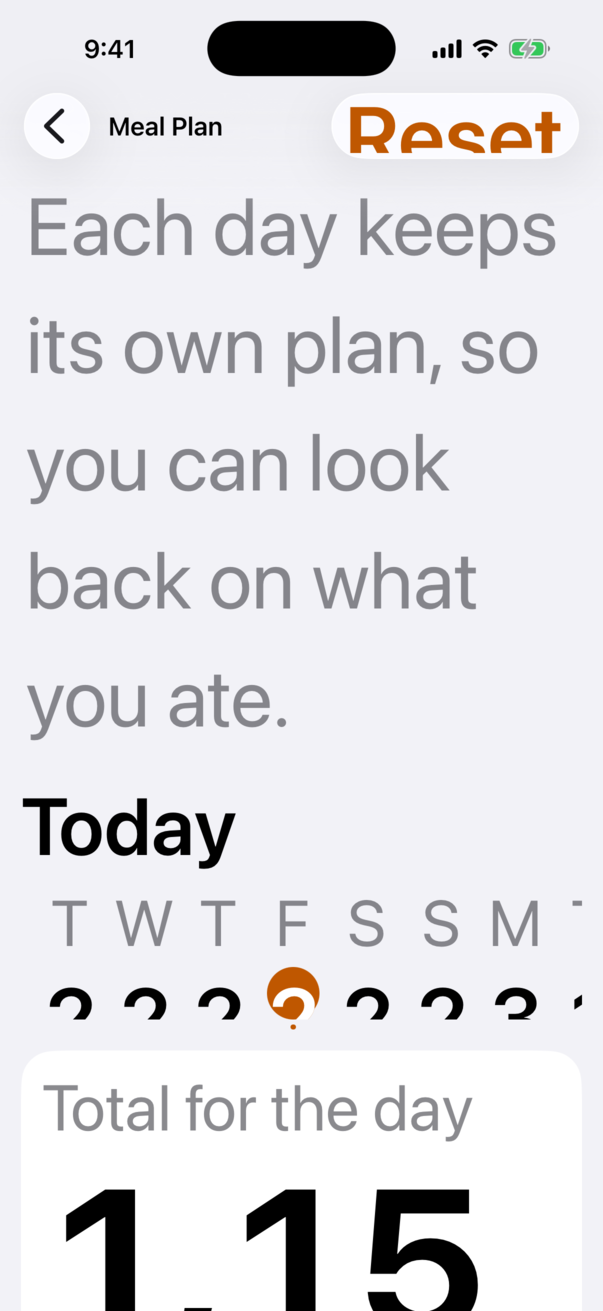 9:41
Meal Plan
Reset
Each day keeps
its own plan, so
you can look
back on what
you ate.
Today
T W T F S S M
Total for the day